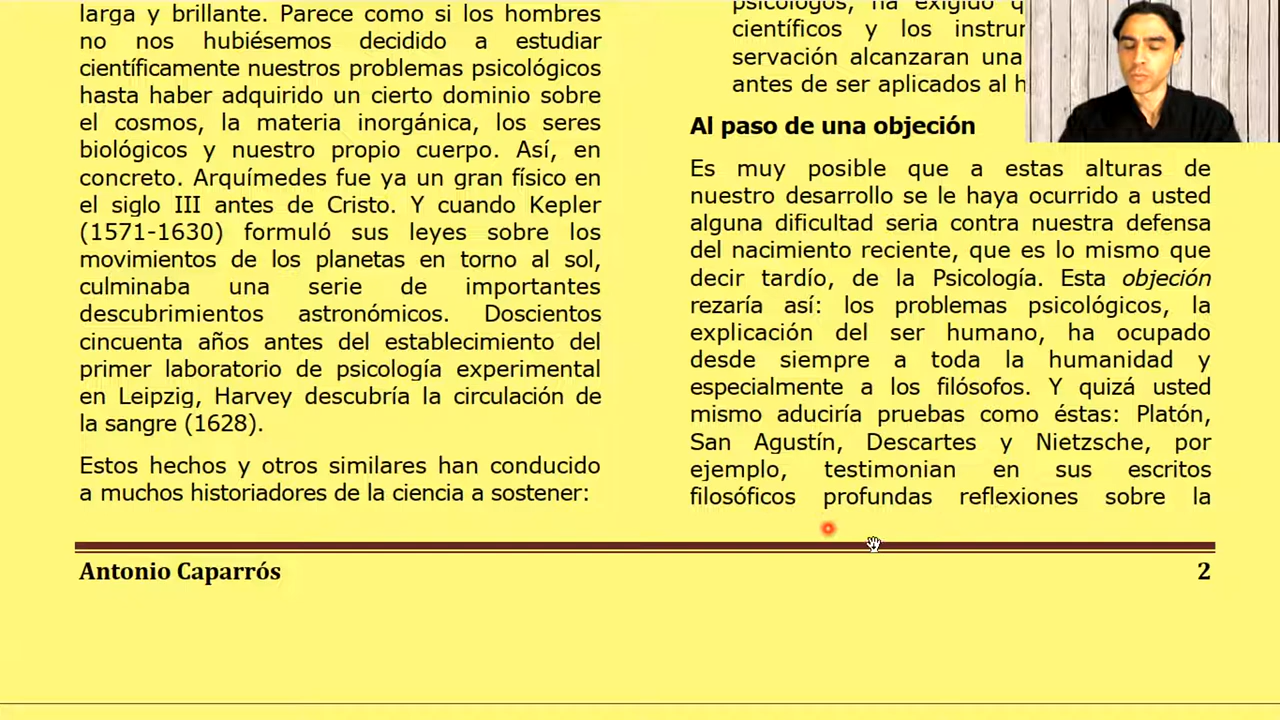 larga y brillante. Parece como si los hombres
no nos hubiésemos decidido a estudiar
científicamente nuestros problemas psicológicos
hasta haber adquirido un cierto dominio sobre
el cosmos, la materia inorgánica, los seres
biológicos y nuestro propio cuerpo. Así, en
concreto. Arquímedes fue ya un gran físico en
el siglo III antes de Cristo. Y cuando Kepler
(1571-1630) formuló sus leyes sobre los
movimientos de los planetas en torno al sol,
culminaba una serie de importantes
descubrimientos astronómicos. Doscientos
cincuenta años antes del establecimiento del
primer laboratorio de psicología experimental
en Leipzig, Harvey descubría la circulación de
la sangre (1628).
Estos hechos y otros similares han conducido
a muchos historiadores de la ciencia a sostener:
psicólogos, ha exigido
científicos y los
servación alcanzaran una
antes de ser aplicados al
Al paso de una objeción
Es muy posible que a estas alturas de
nuestro desarrollo se le haya ocurrido a usted
alguna dificultad seria contra nuestra defensa
del nacimiento reciente, que es lo mismo que
decir tardío, de la Psicología. Esta objeción
rezaría así: los problemas psicológicos, la
explicación del ser humano, ha ocupado
desde siempre a toda la humanidad y
especialmente a los filósofos. Y quizá usted
mismo aduciría pruebas como éstas: Platón,
San Agustín, Descartes y Nietzsche, por
ejemplo, testimonian en sus escritos
filosóficos profundas reflexiones sobre la
Antonio Caparrós 2